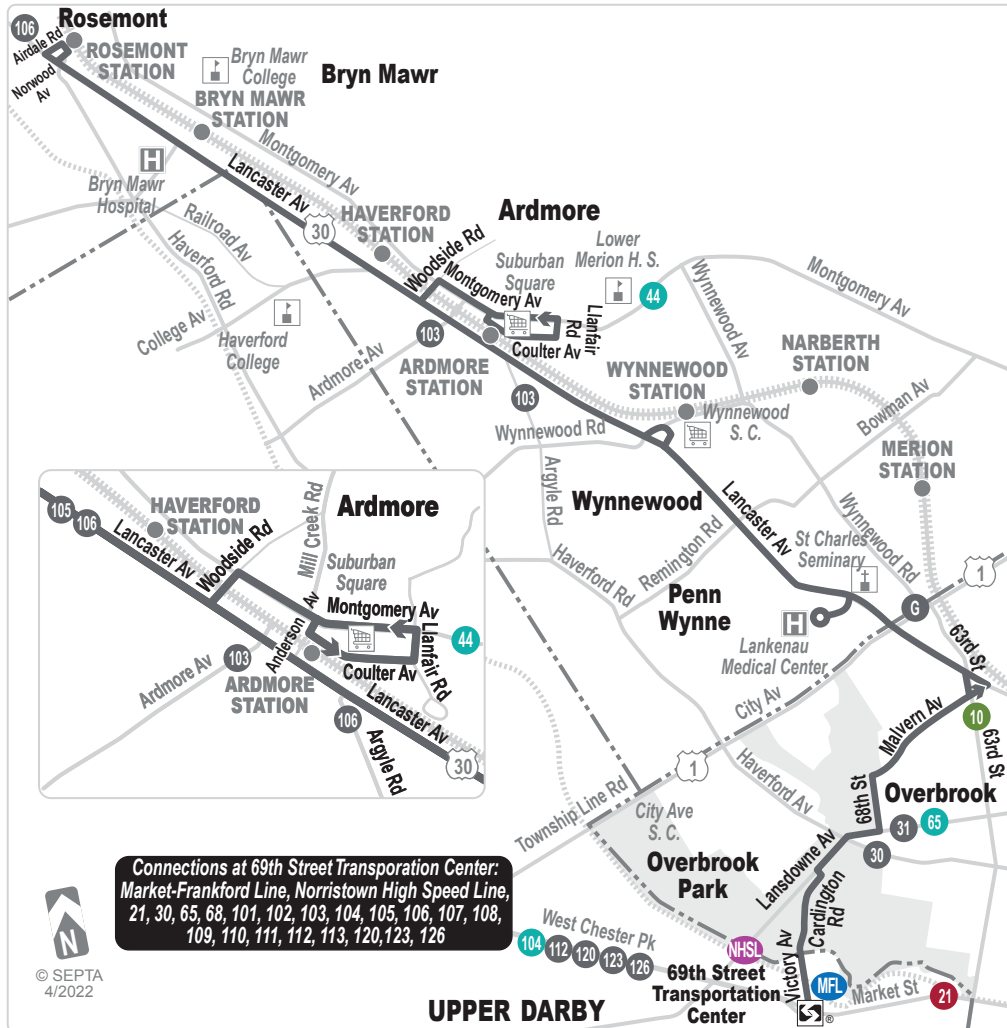 106
Rosemont
Airdale Rd
ROSEMONT
STATION
Norwood
Av
Bryn Mawr
College
Bryn Mawr
BRYN MAWR
STATION
Montgomery Av
H
Bryn Mawr
Hospital
Lancaster Av
30
HAVERFORD
STATION
Railroad Av
Haverford Rd
College Av
Haverford
College
Ardmore
Woodside Rd
Suburban
Square
Montgomery Av
Lower
Merion H. S.
44
Llanfair
Rd
Coulter Av
103
Ardmore Av
ARDMORE
STATION
103
Wynnewood Av
Montgomery Av
NARBERTH
STATION
WYNNEWOOD
STATION
Wynnewood
S. C.
Bowman Av
Wynnewood Rd
Argyle Rd
MERION
STATION
Wynnewood
Lancaster Av
Wynnewood Rd
St Charles
Seminary
1
Haverford Rd
Remington Rd
Penn
Wynne
H
Lankenau
Medical Center
G
63rd St
City Av
Malvern Av
10
63rd St
HAVERFORD
STATION
105
106
Lancaster Av
Woodside Rd
Mill Creek Rd
Ardmore
Suburban
Square
Montgomery Av
Anderson Av
Llanfair Rd
44
Coulter Av
103
Ardmore Av
ARDMORE
STATION
Lancaster Av
106
Argyle Rd
30
1
Haverford Av
Township Line Rd
City Ave
S. C.
68th St
Overbrook
31
65
30
Overbrook
Park
Lansdowne Av
Cardington
Rd
Connections at 69th Street Transporation Center:
Market-Frankford Line, Norristown High Speed Line,
21, 30, 65, 68, 101, 102, 103, 104, 105, 106, 107, 108,
109, 110, 111, 112, 113, 120,123, 126
N
© SEPTA
4/2022
West Chester Pk
104
112
120
123
126
NHSL
69th Street
Transportation
Center
Victory Av
MFL
Market St
21
®
UPPER DARBY